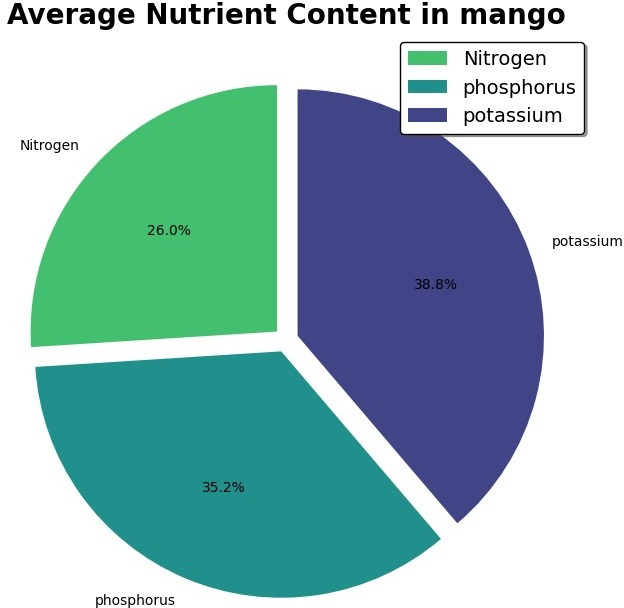 Average Nutrient Content in mango
Nitrogen
phosphorus
potassium
Nitrogen
26.0%
potassium
38.8%
35.2%
phosphorus